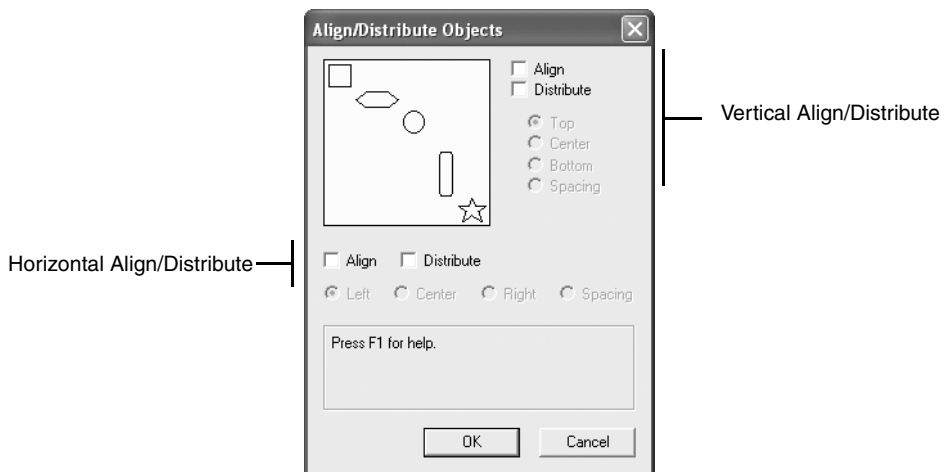 Align/Distribute Objects
Align
Distribute
Top
Center
Bottom
Spacing
Vertical Align/Distribute
Horizontal Align/Distribute
Align Distribute
Left Center Right Spacing
Press F1 for help.
OK Cancel